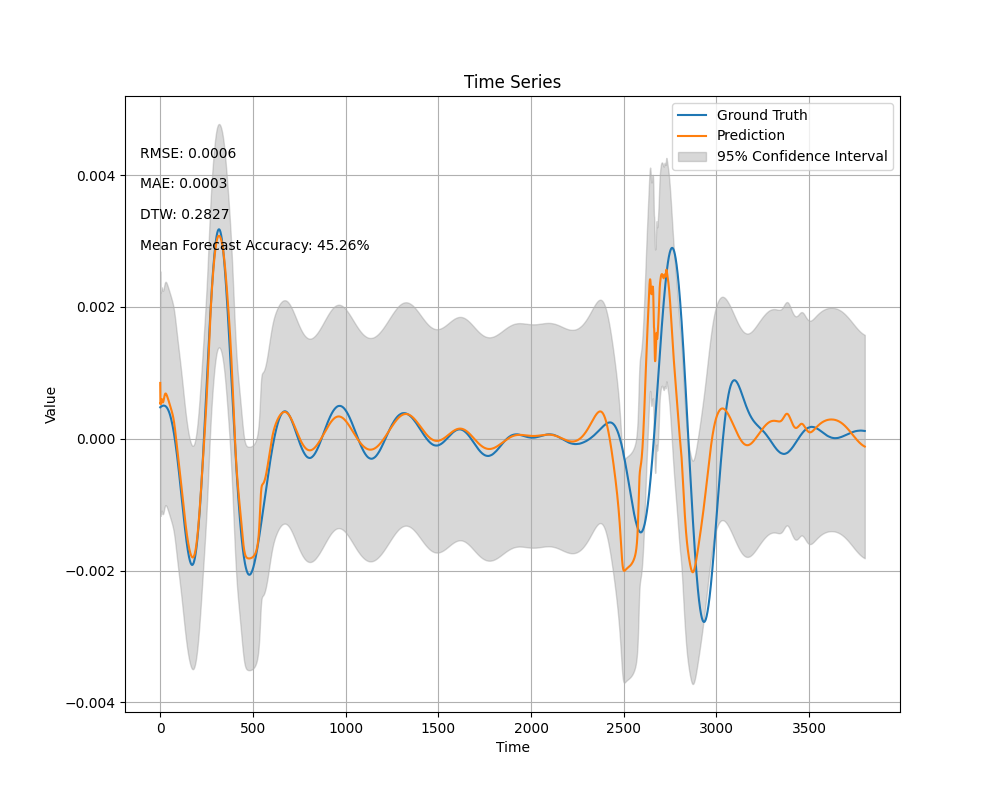 Time Series
Ground Truth
Prediction
95% Confidence Interval
RMSE: 0.0006
MAE: 0.0003
DTW: 0.2827
Mean Forecast Accuracy: 45.26%
0.004
0.002
0.000
−0.002
−0.004
Value
0 500 1000 1500 2000 2500 3000 3500
Time